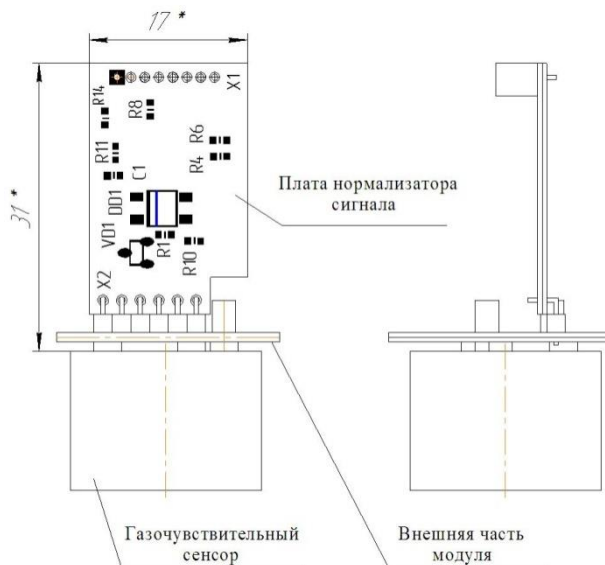 17*
31*
R14
R8
X1
R11
R6
R4
C1
DD1
VD1
R1
R10
X2
Плата нормализатора
сигнала
Газочувствительный
сенсор
Внешняя часть
модуля